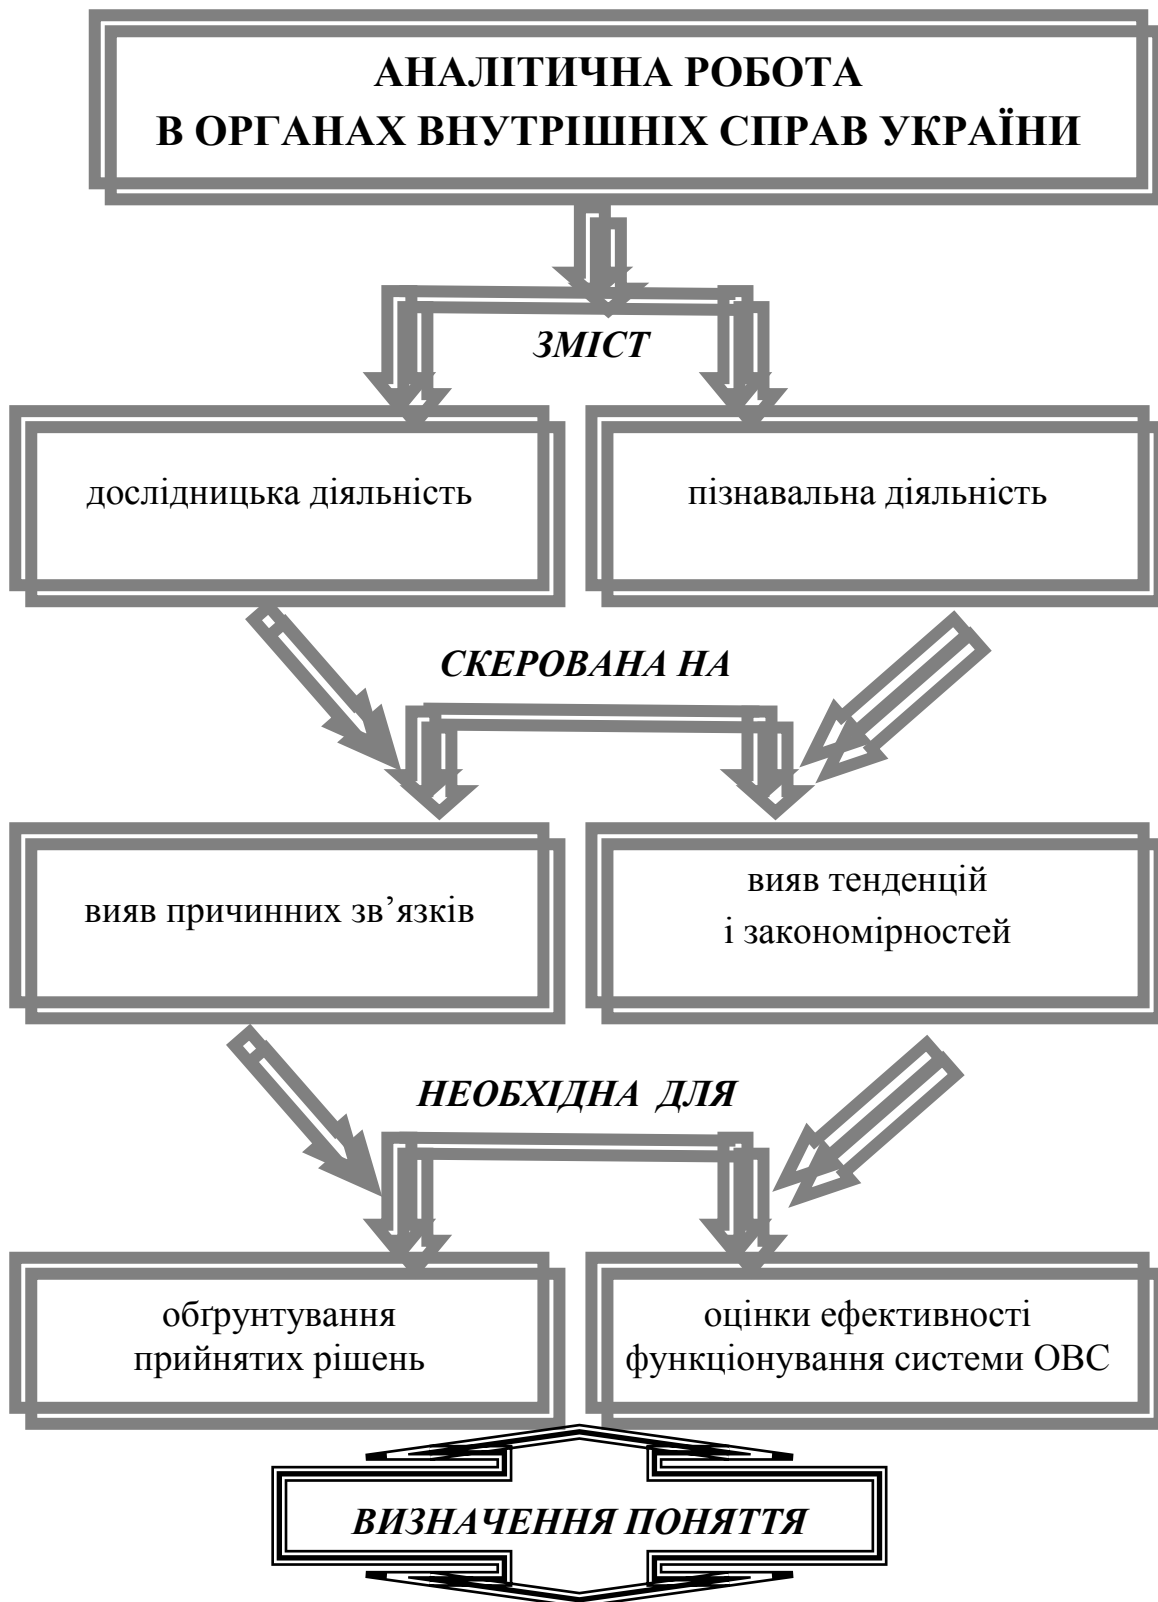 АНАЛІТИЧНА РОБОТА
В ОРГАНАХ ВНУТРІШНІХ СПРАВ УКРАЇНИ
ЗМІСТ
дослідницька діяльність
пізнавальна діяльність
СКЕРОВАНА НА
вияв причинних зв’язків
вияв тенденцій
і закономірностей
НЕОБХІДНА ДЛЯ
обґрунтування
прийнятих рішень
оцінки ефективності
функціонування системи ОВС
ВИЗНАЧЕННЯ ПОНЯТТЯ